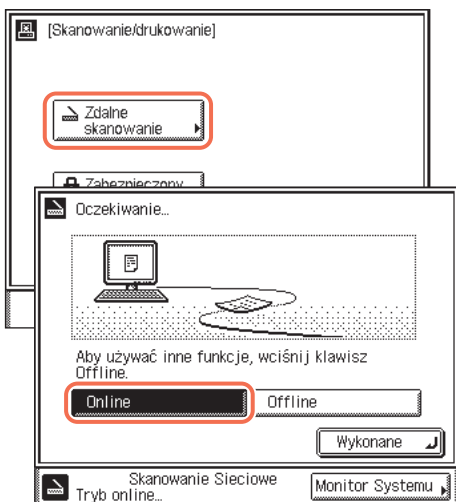 [Skanowanie/drukowanie]
Zdalne
skanowanie
Zabezpieczony
Oczekiwanie...
Aby używać inne funkcje, wciśnij klawisz
Offline.
Online
Offline
Wykonane
Skanowanie Sieciowe
Tryb online...
Monitor Systemu